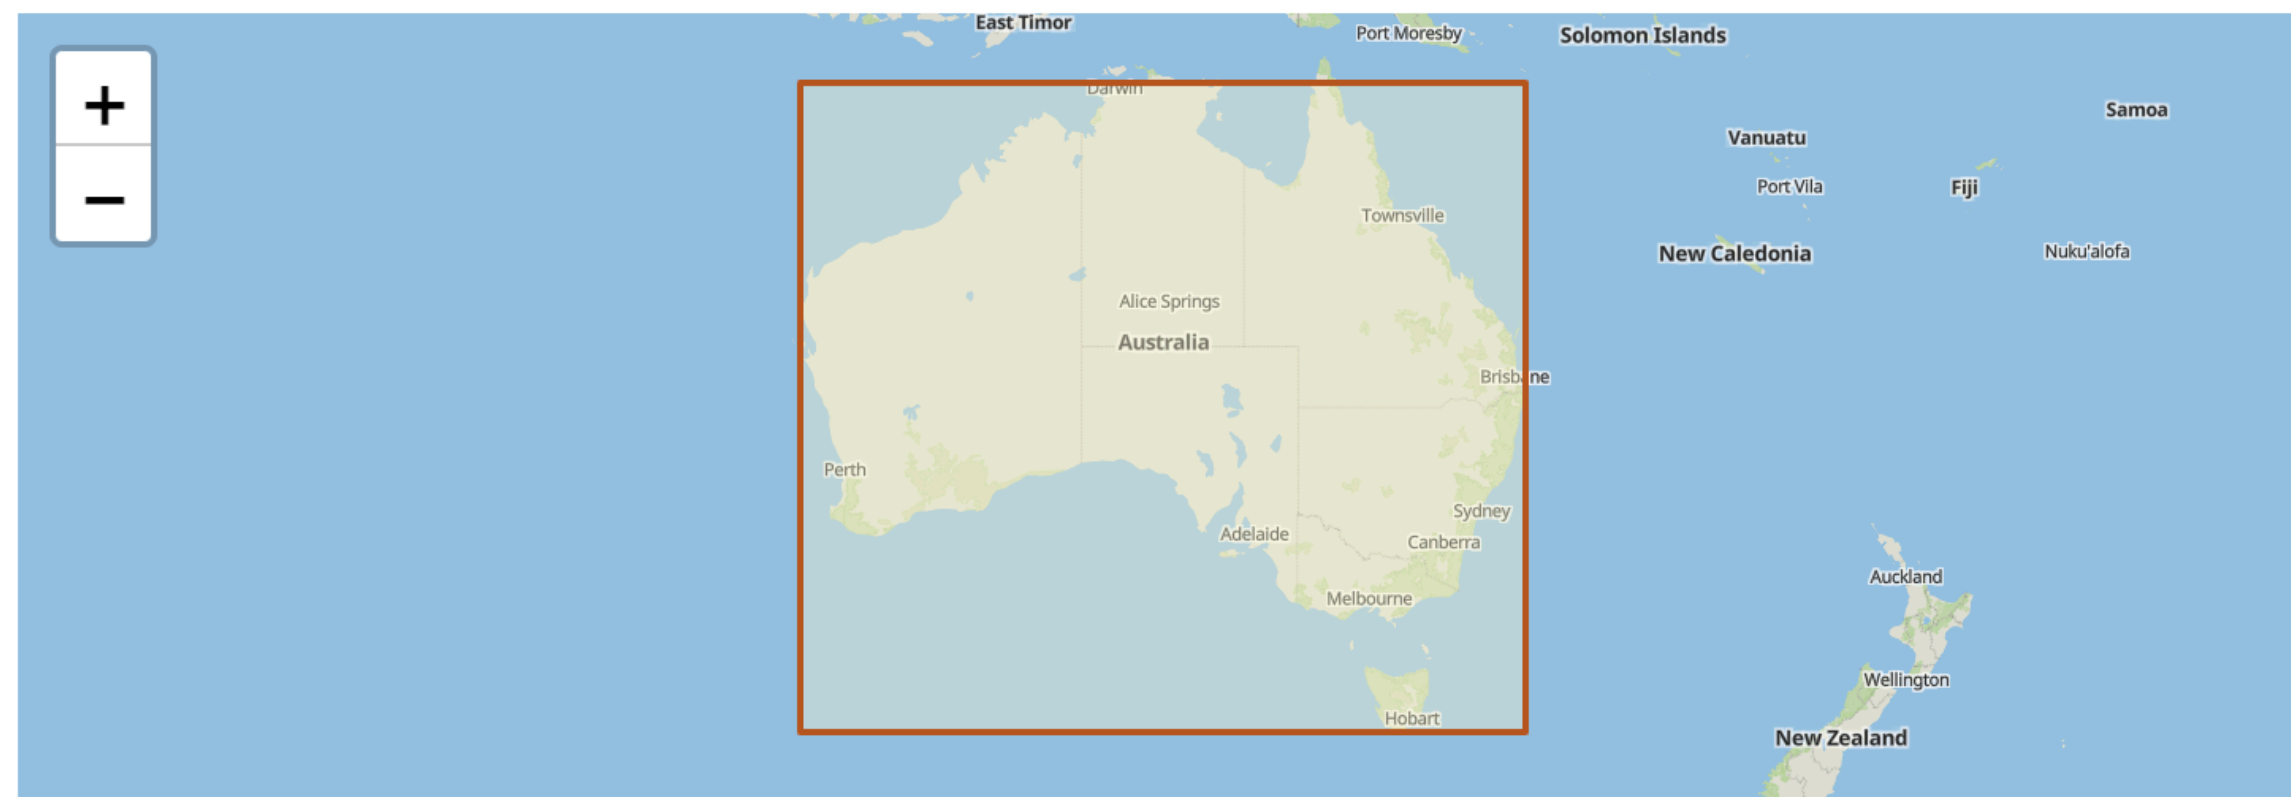 East Timor
Port Moresby
Solomon Islands
+
−
Darwin
Samoa
Vanuatu
Port Vila
Fiji
Townsville
New Caledonia
Nuku'alofa
Alice Springs
Australia
Brisbane
Perth
Sydney
Adelaide
Canberra
Auckland
Melbourne
Wellington
Hobart
New Zealand